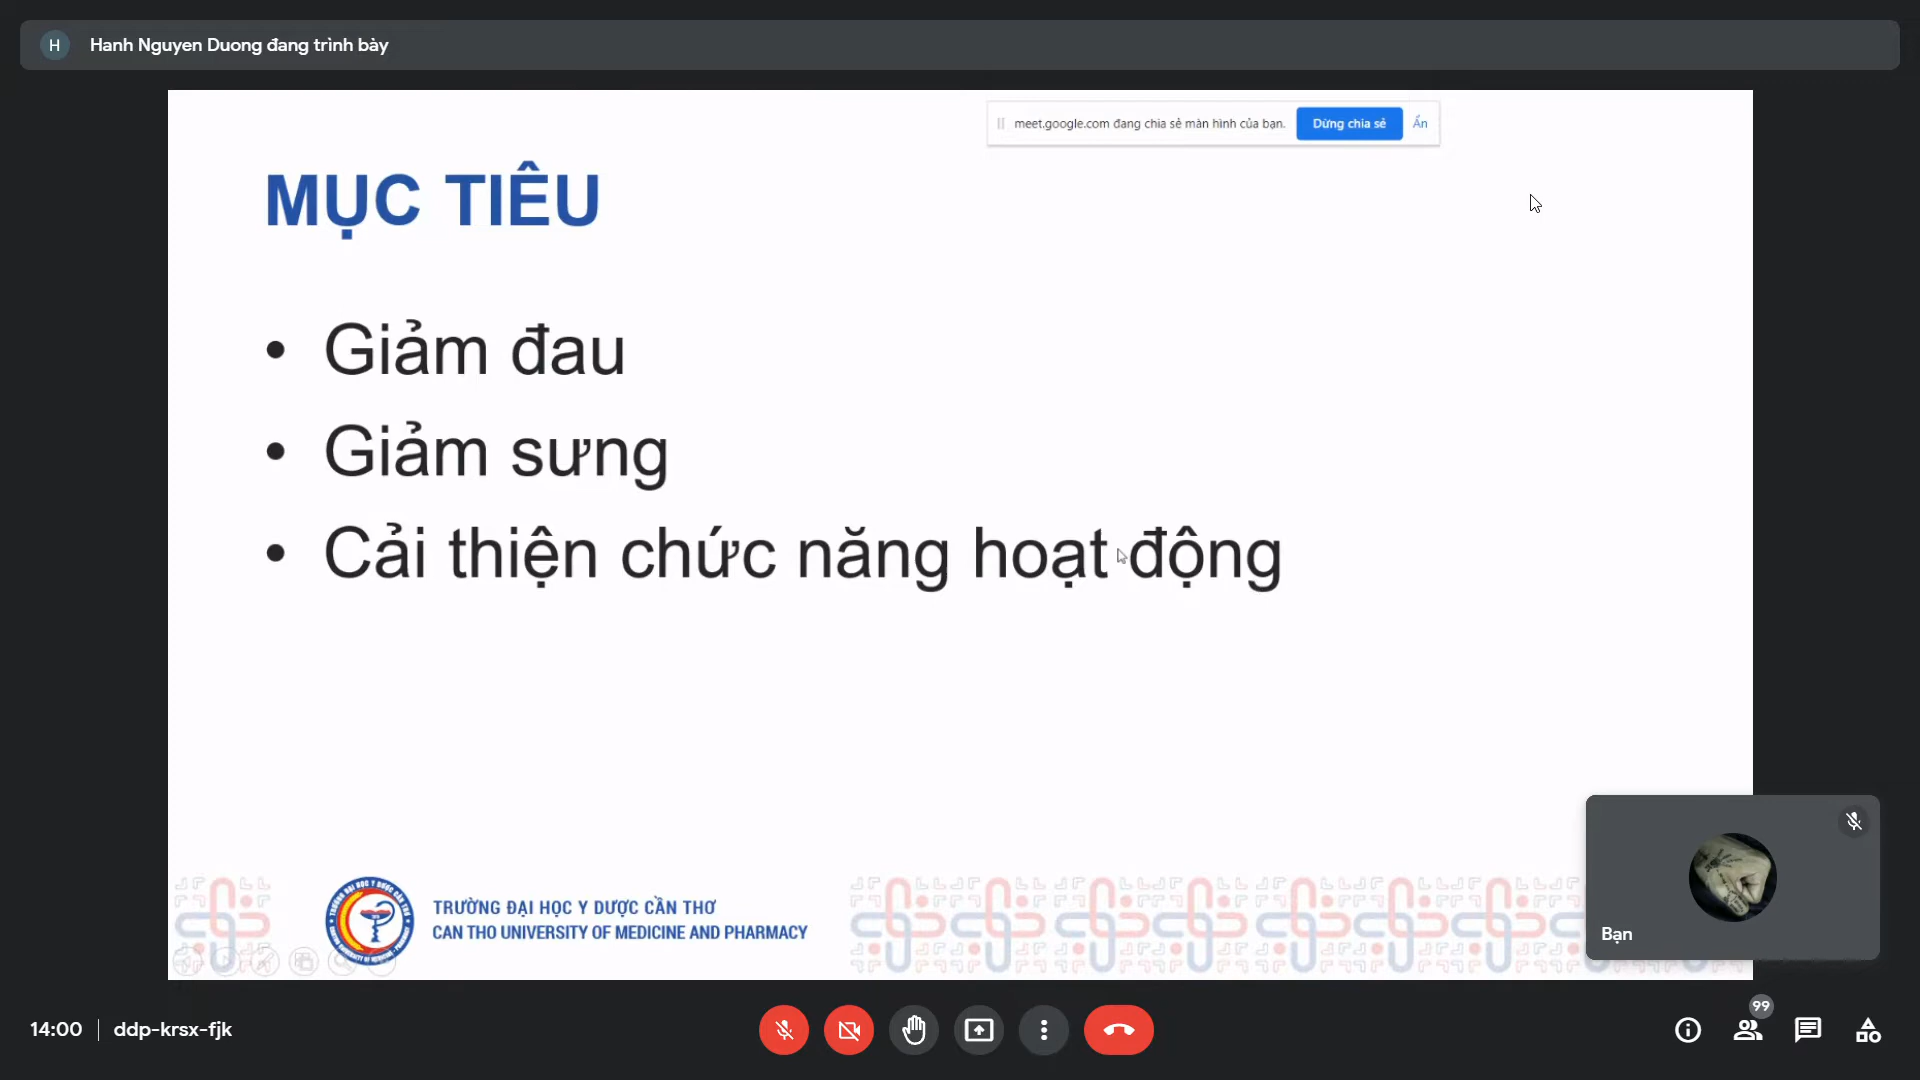 H Hanh Nguyen Duong đang trình bày
meet.google.com đang chia sẻ màn hình của bạn. Dừng chia sẻ Ẩn
MỤC TIÊU
• Giảm đau
• Giảm sưng
• Cải thiện chức năng hoạt động
TRƯỜNG ĐẠI HỌC Y DƯỢC CẦN THƠ
CAN THO UNIVERSITY OF MEDICINE AND PHARMACY
Bạn
14:00 ddp-krsx-fjk
99